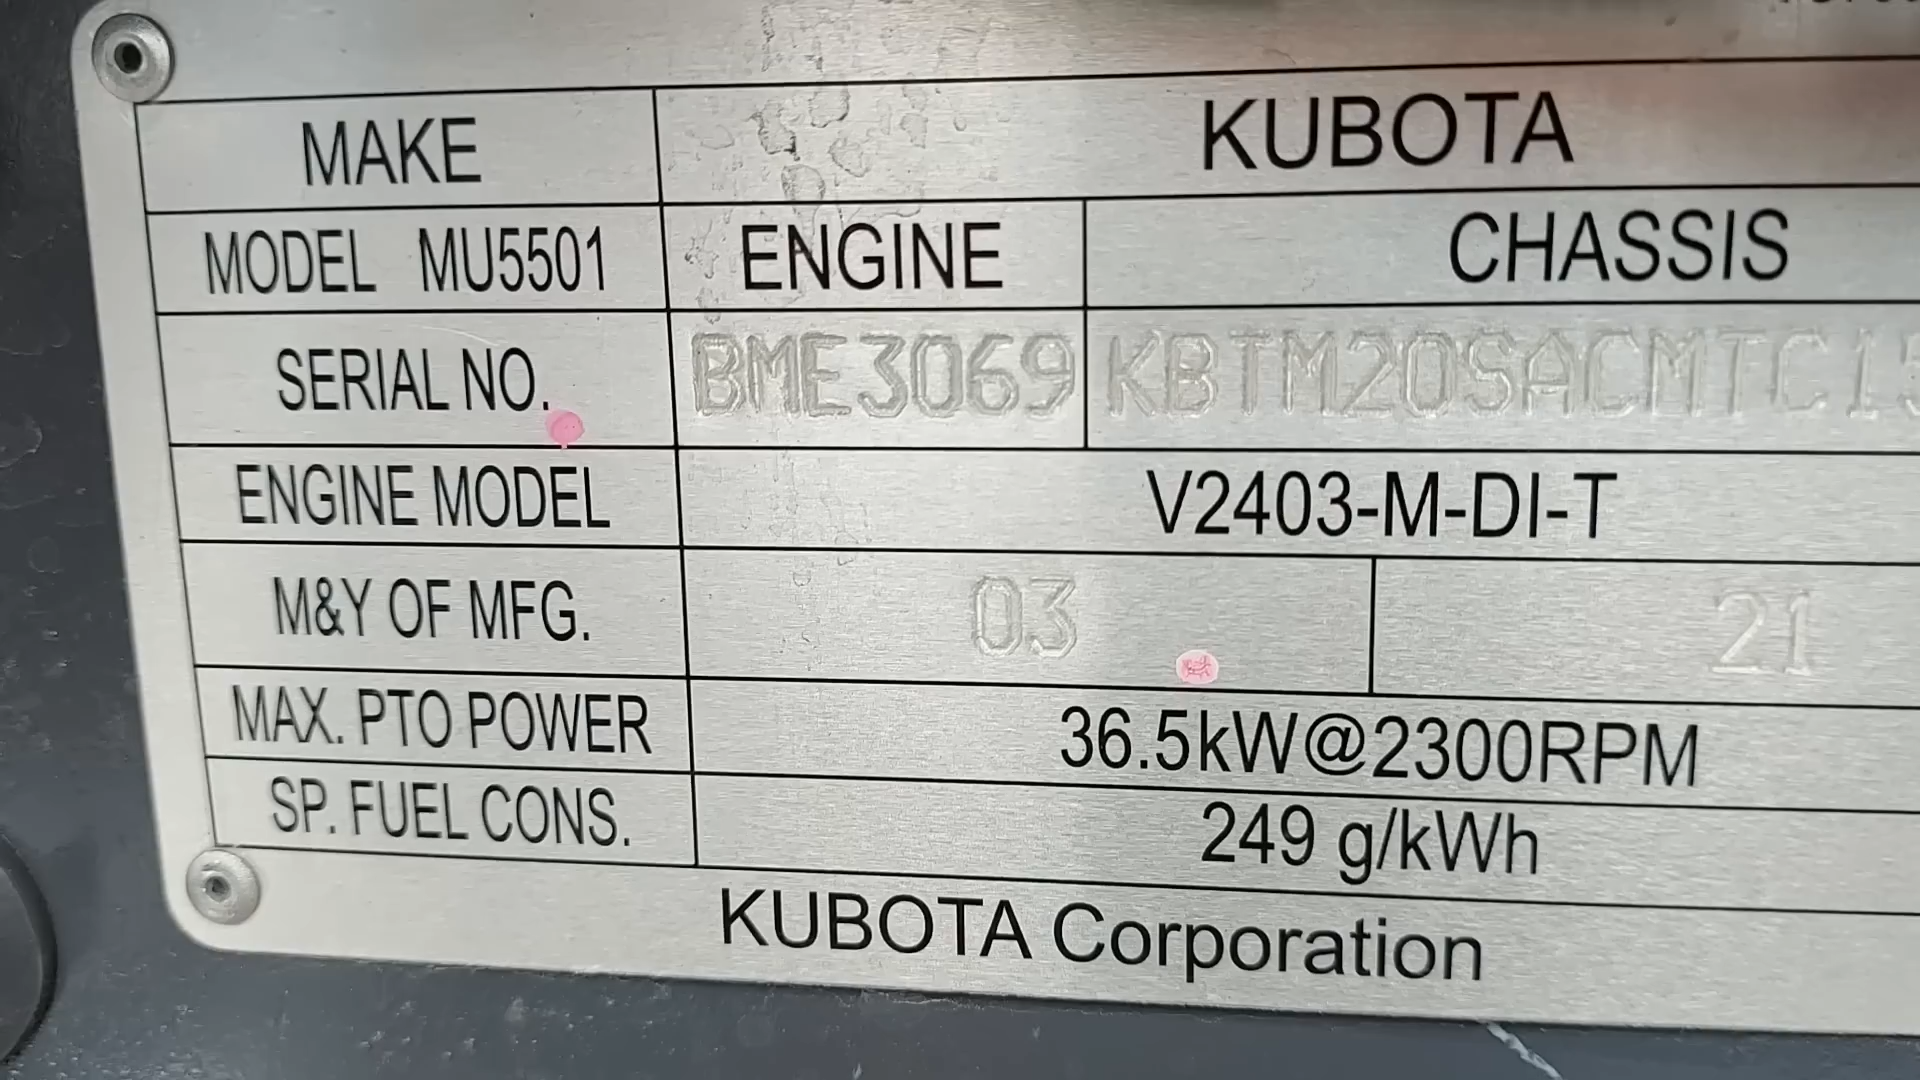 MAKE KUBOTA
MODEL MU5501 ENGINE CHASSIS
SERIAL NO. BME3069 KBTM20SACMTC15
ENGINE MODEL V2403-M-DI-T
M&Y OF MFG. 03 21
MAX. PTO POWER 36.5kW@2300RPM
SP. FUEL CONS. 249 g/kWh
KUBOTA Corporation